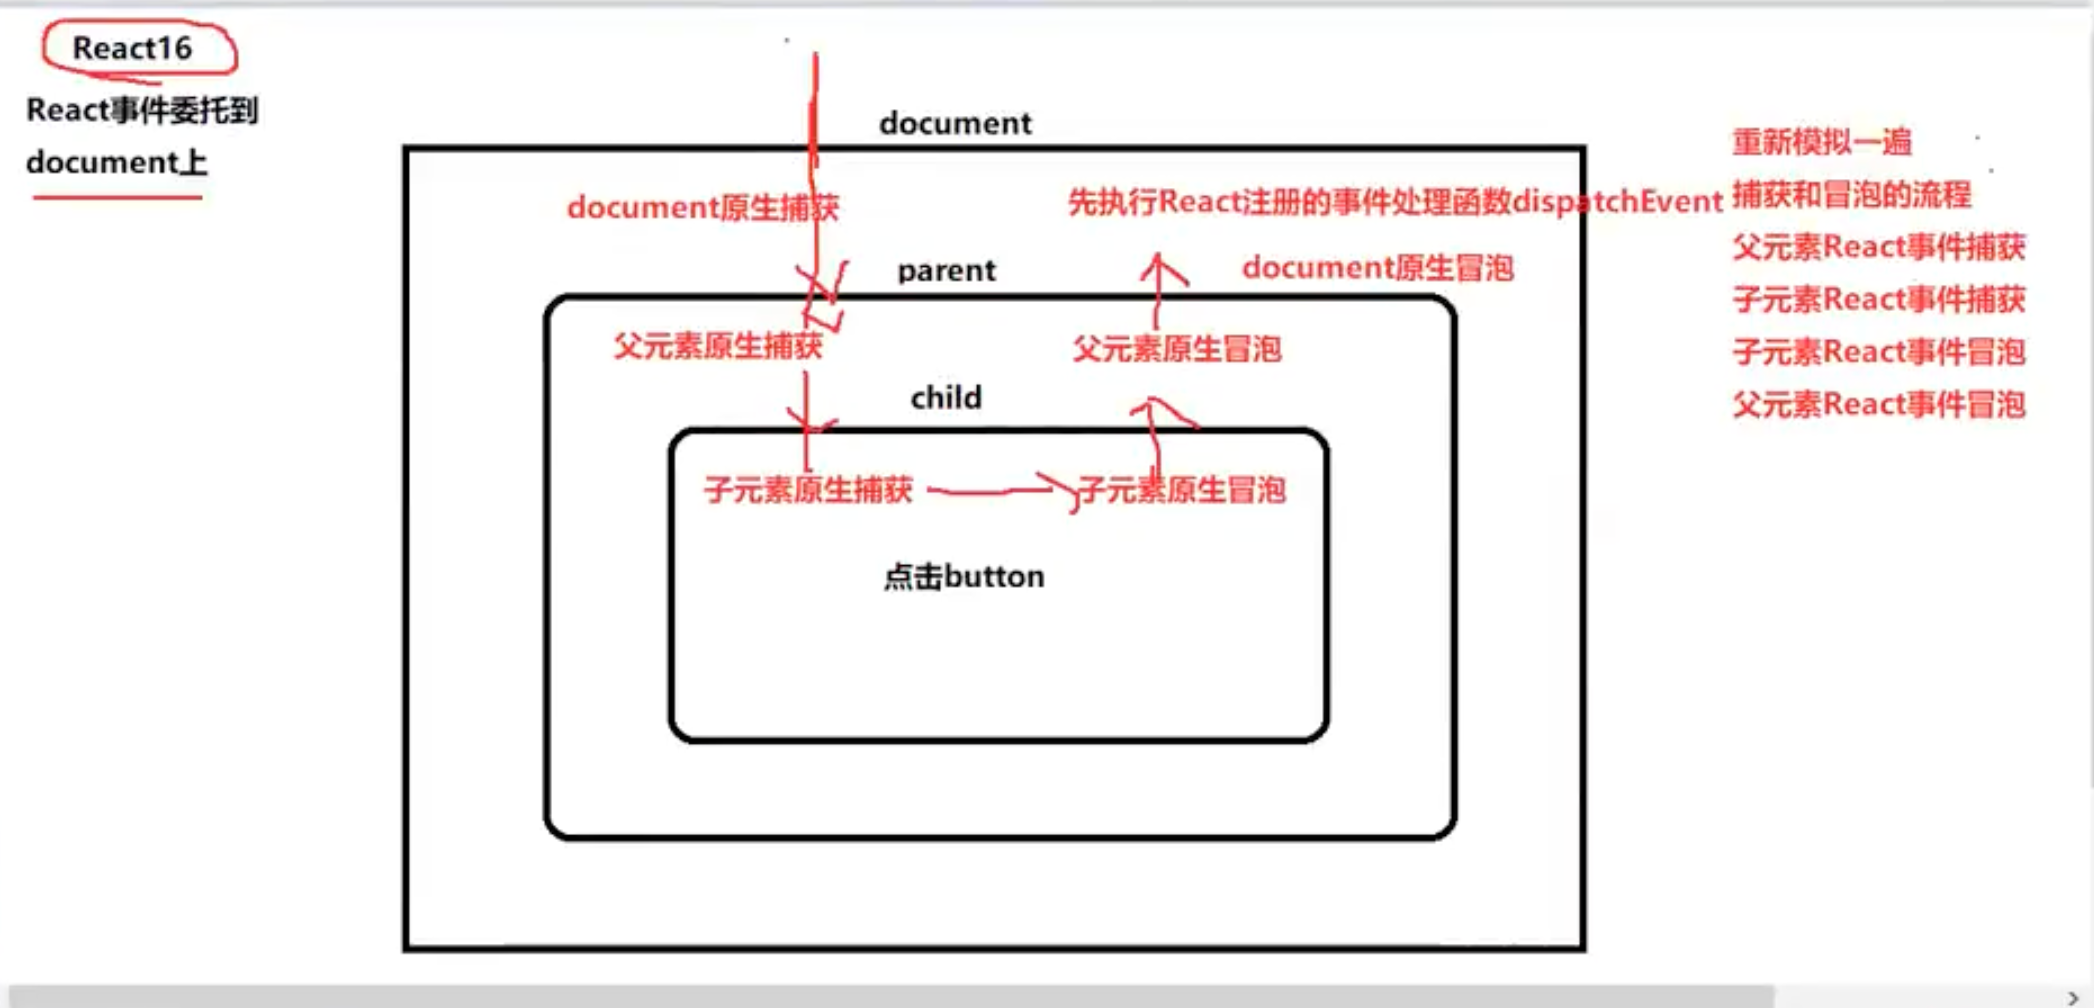 React16
React事件委托到
document上
document
document原生捕获
先执行React注册的事件处理函数dispatchEvent
parent
document原生冒泡
父元素原生捕获
父元素原生冒泡
child
子元素原生捕获
子元素原生冒泡
点击button
重新模拟一遍
捕获和冒泡的流程
父元素React事件捕获
子元素React事件捕获
子元素React事件冒泡
父元素React事件冒泡